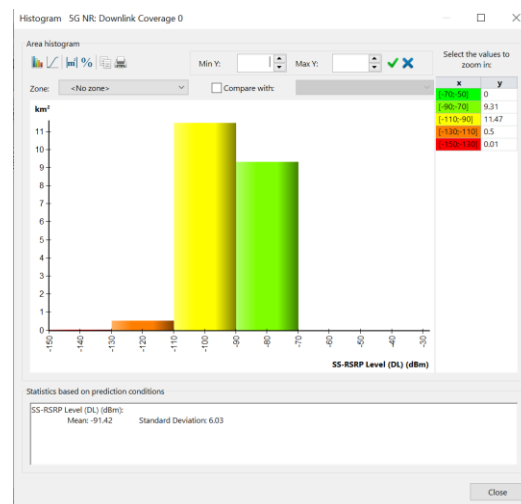 Histogram 5G NR: Downlink Coverage 0
Area histogram
Min Y:
Max Y:
Select the values to
zoom in:
Zone: <No zone>
Compare with:
x y
[-70;-50] 0
[-90;-70] 9.31
[-110;-90] 11.47
[-130;-110] 0.5
[-150;-130] 0.01
km²
11
10
9
8
7
6
5
4
3
2
1
0
-150 -140 -130 -120 -110 -100 -90 -80 -70 -60 -50 -40 -30
SS-RSRP Level (DL) (dBm)
Statistics based on prediction conditions
SS-RSRP Level (DL) (dBm):
Mean: -91.42 Standard Deviation: 6.03
Close